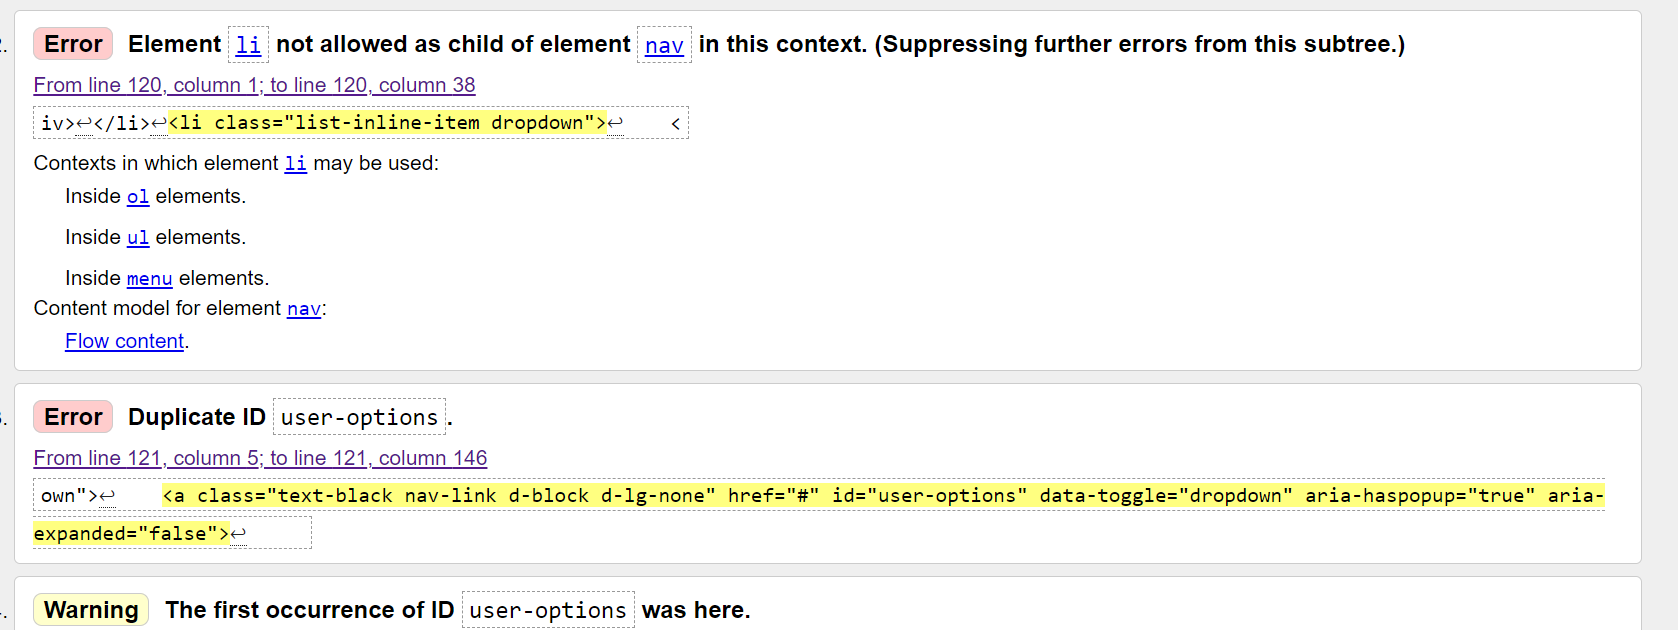 2.
Error Element li not allowed as child of element nav in this context. (Suppressing further errors from this subtree.)
From line 120, column 1; to line 120, column 38
iv>↩</li>↩<li class="list-inline-item dropdown">↩    <
Contexts in which element li may be used:
Inside ol elements.
Inside ul elements.
Inside menu elements.
Content model for element nav:
Flow content.
Error Duplicate ID user-options.
From line 121, column 5; to line 121, column 146
own">↩    <a class="text-black nav-link d-block d-lg-none" href="#" id="user-options" data-toggle="dropdown" aria-haspopup="true" aria-
expanded="false">↩
Warning The first occurrence of ID user-options was here.